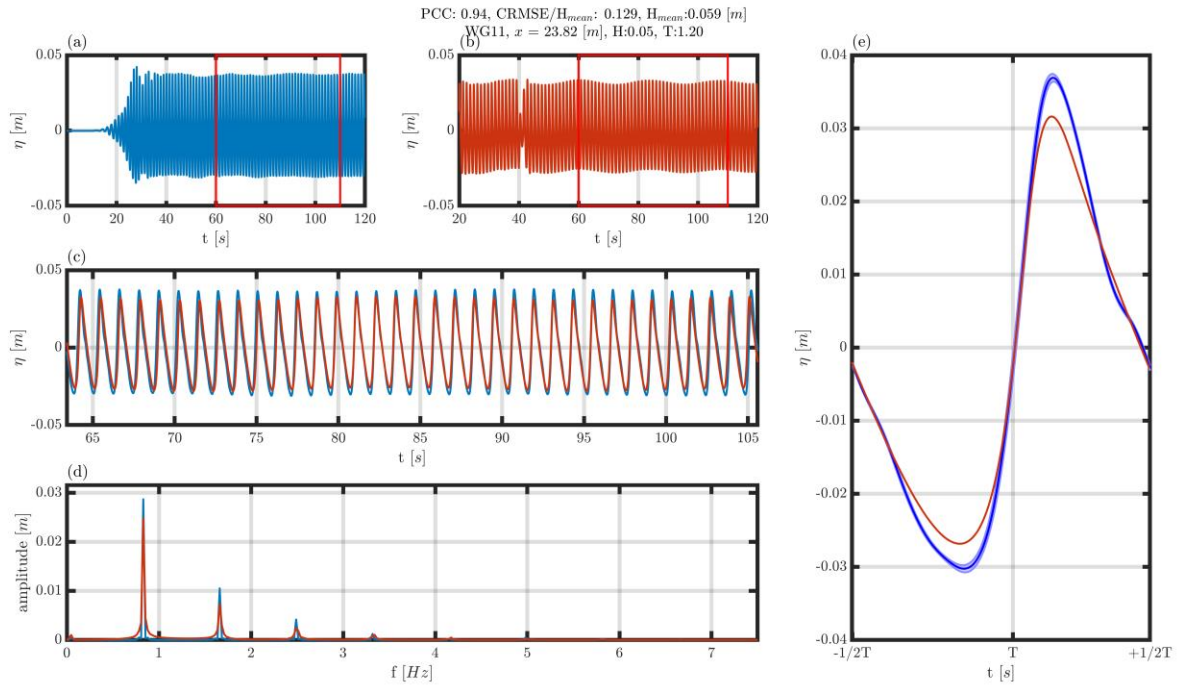 PCC: 0.94, CRMSE/H_mean: 0.129, H_mean:0.059 [m]
WG11, x = 23.82 [m], H:0.05, T:1.20
(a)
0.05
0
-0.05
η [m]
0 20 40 60 80 100 120
t [s]
(b)
0.05
0
-0.05
η [m]
20 40 60 80 100 120
t [s]
(c)
0.05
0
-0.05
η [m]
65 70 75 80 85 90 95 100 105
t [s]
(d)
0.03
0.02
0.01
0
amplitude [m]
0 1 2 3 4 5 6 7
f [Hz]
(e)
0.04
0.03
0.02
0.01
0
-0.01
-0.02
-0.03
-0.04
η [m]
-1/2T T +1/2T
t [s]